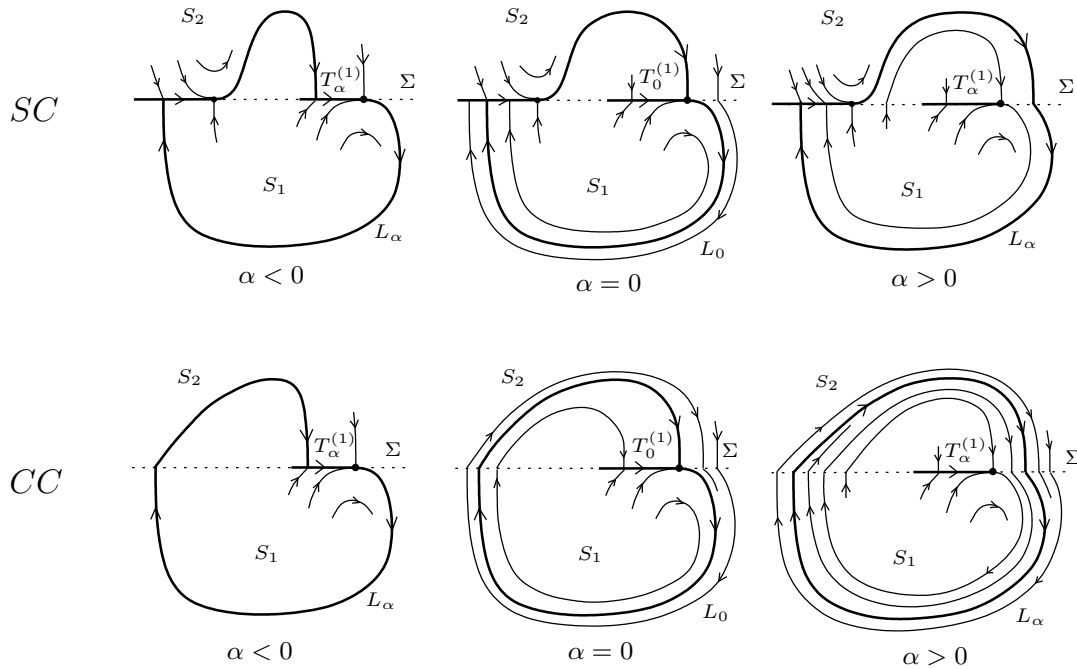 S₂ S₂ S₂
SC T_α^(1) Σ T_0^(1) Σ T_α^(1) Σ
S₁ S₁ S₁
L_α L_0 L_α
α < 0 α = 0 α > 0
S₂ S₂ S₂
CC T_α^(1) Σ T_0^(1) Σ T_α^(1) Σ
S₁ S₁ S₁
L_α L_0 L_α
α < 0 α = 0 α > 0